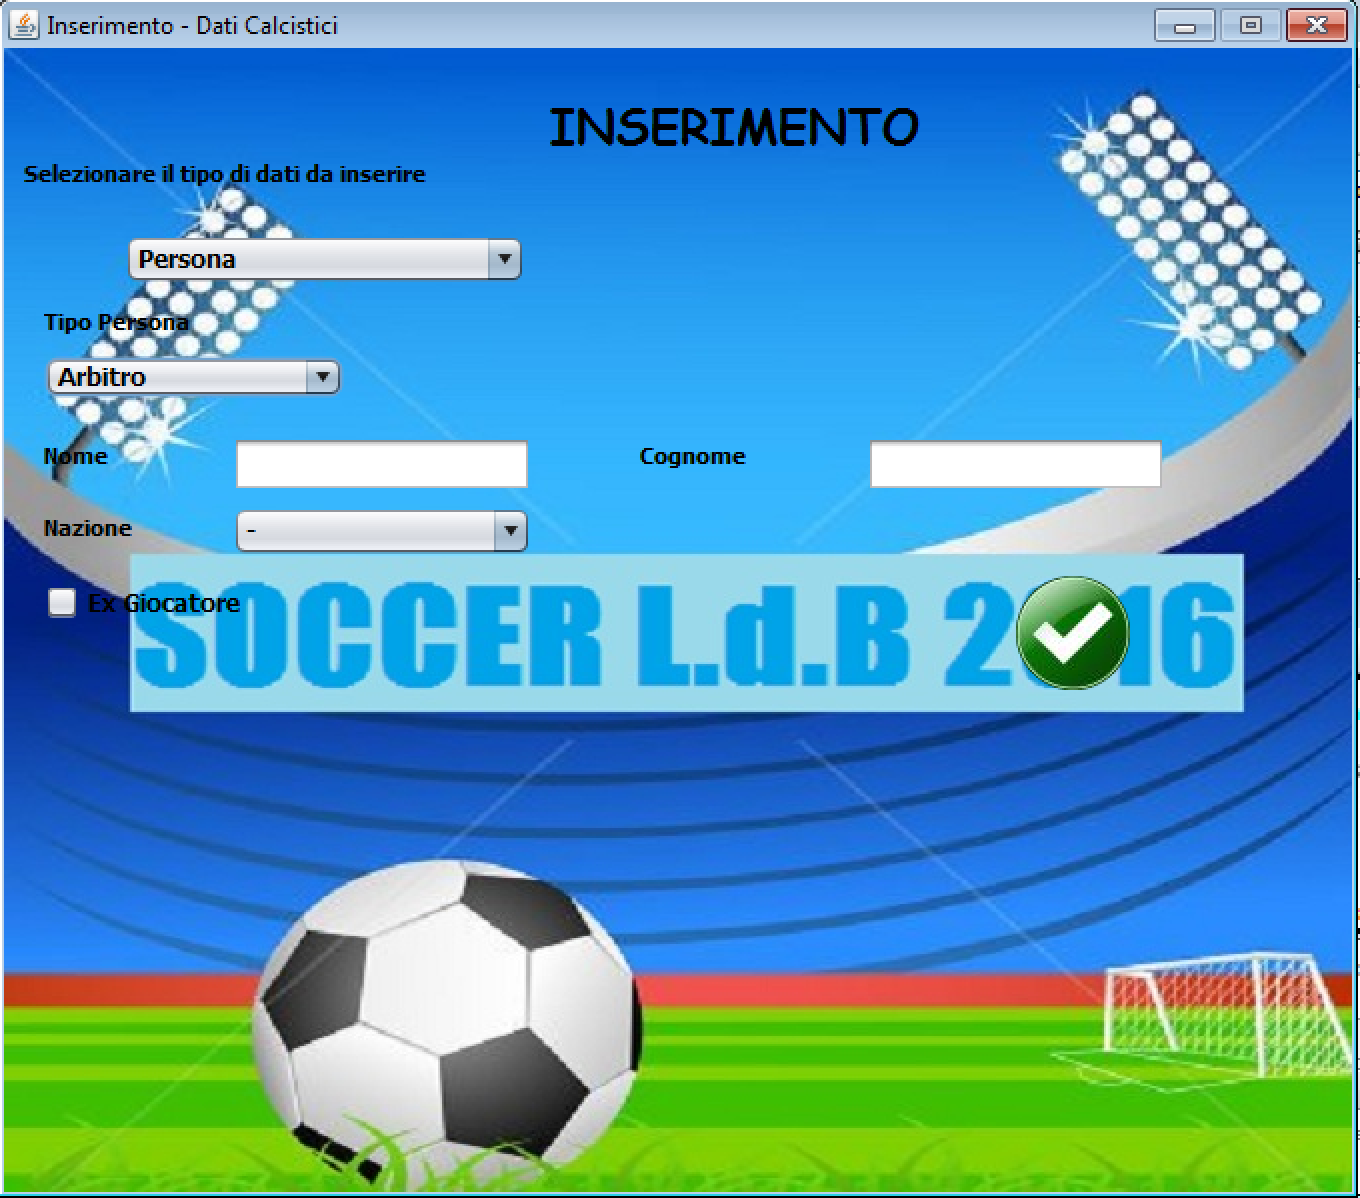 Inserimento - Dati Calcistici
INSERIMENTO
Selezionare il tipo di dati da inserire
Persona
Tipo Persona
Arbitro
Nome
Cognome
Nazione
-
Ex Giocatore
SOCCER L.d.B 2016